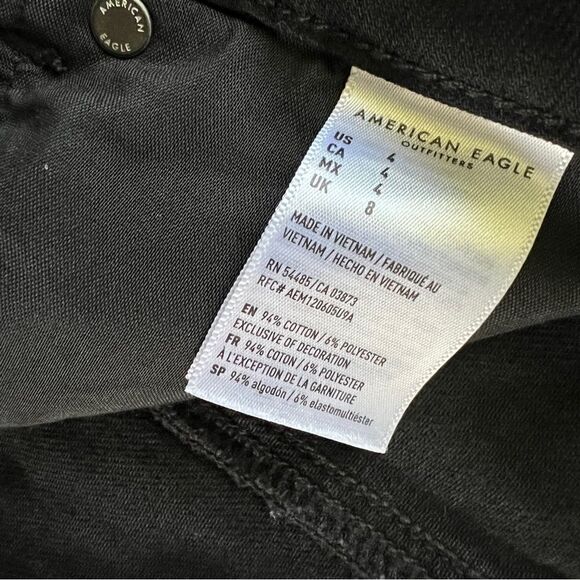 AMERICAN
EAGLE
AMERICAN EAGLE
OUTFITTERS
US 4
CA 4
MX 4
UK 8
MADE IN VIETNAM / FABRIQUÉ AU
VIETNAM / HECHO EN VIETNAM
RN 54485 / CA 03873
RFC# AEM120605U9A
EN 94% COTTON / 6% POLYESTER
EXCLUSIVE OF DECORATION
FR 94% COTON / 6% POLYESTER
À L'EXCEPTION DE LA GARNITURE
SP 94% algodón / 6% elastomultiéster